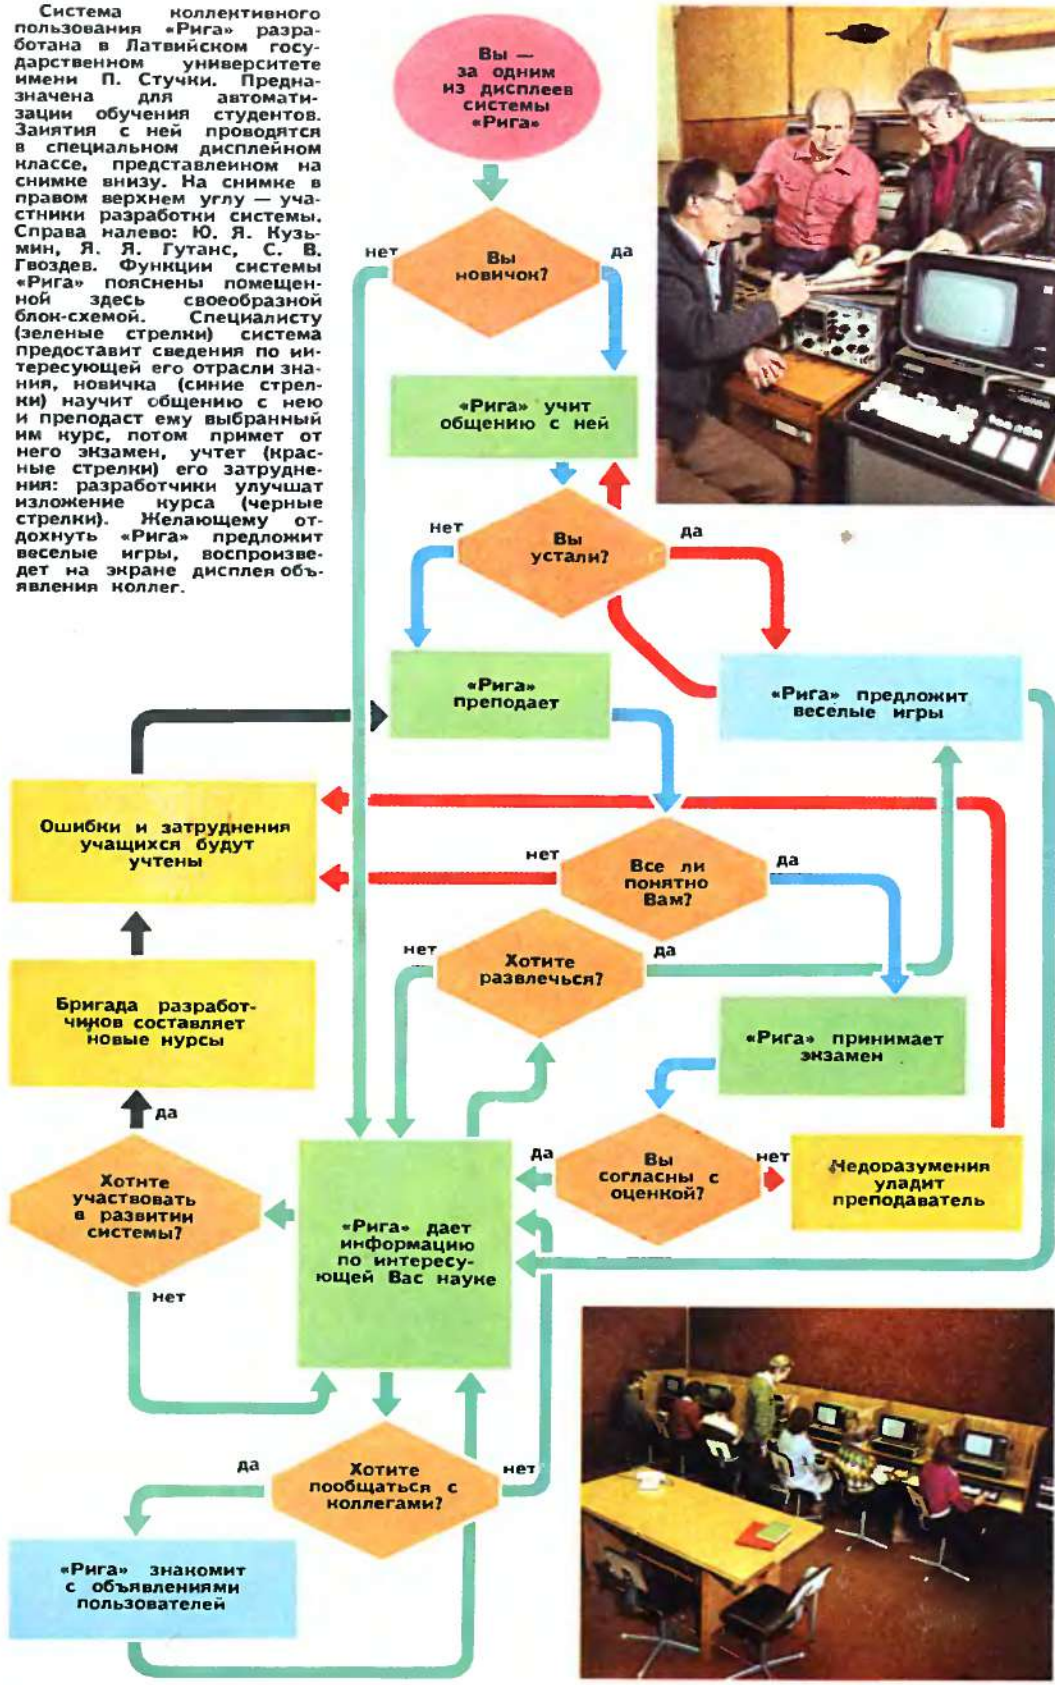 Система коллективного
пользования «Рига» разра-
ботана в Латвийском госу-
дарственном университете
имени П. Стучки. Предна-
значена для автомати-
зации обучения студентов.
Занятия с ней проводятся
в специальном дисплейном
классе, представленном на
снимке внизу. На снимке в
правом верхнем углу — уча-
стники разработки системы.
Справа налево: Ю. Я. Кузь-
мин, Я. Я. Гутанс, С. В.
Гвоздев. Функции системы
«Рига» пояснены помещен-
ной здесь своеобразной
блок-схемой. Специалисту
(зеленые стрелки) система
предоставит сведения по ин-
тересующей его отрасли зна-
ния, новичка (синие стрел-
ки) научит общению с нею
и преподаст ему выбранный
им курс, потом примет от
него экзамен, учтет (крас-
ные стрелки) его затрудне-
ния: разработчики улучшат
изложение курса (черные
стрелки). Желающему от-
дохнуть «Рига» предложит
веселые игры, воспроизве-
дет на экране дисплея объ-
явления коллег.
Вы —
за одним
из дисплеев
системы
«Рига»
нет
Вы
новичок?
да
«Рига» учит
общению с ней
нет
Вы
устали?
да
«Рига»
преподает
«Рига» предложит
веселые игры
Ошибки и затруднения
учащихся будут
учтены
нет
Все ли
понятно
Вам?
да
нет
Хотите
развлечься?
да
Бригада разработ-
чиков составляет
новые курсы
«Рига» принимает
экзамен
да
Хотите
участвовать
в развитии
системы?
нет
«Рига» дает
информацию
по интересу-
ющей Вас науке
да
Вы
согласны с
оценкой?
нет
Недоразумения
уладит
преподаватель
да
Хотите
пообщаться с
коллегами?
нет
«Рига» знакомит
с объявлениями
пользователей